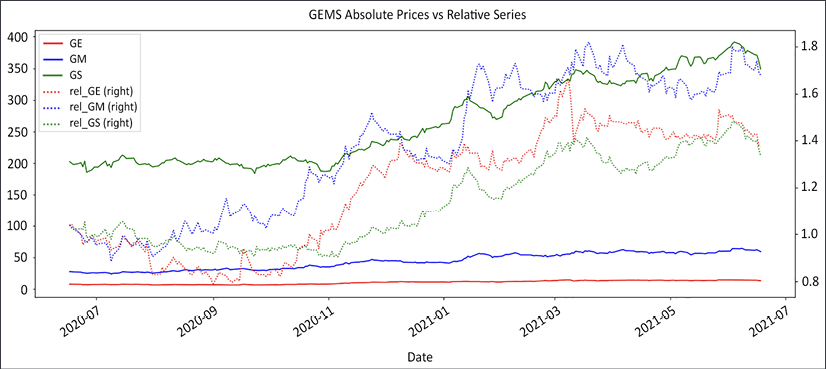 GEMS Absolute Prices vs Relative Series
GE
GM
GS
rel_GE (right)
rel_GM (right)
rel_GS (right)
400
350
300
250
200
150
100
50
0
1.8
1.6
1.4
1.2
1.0
0.8
2020-07
2020-09
2020-11
2021-01
2021-03
2021-05
2021-07
Date